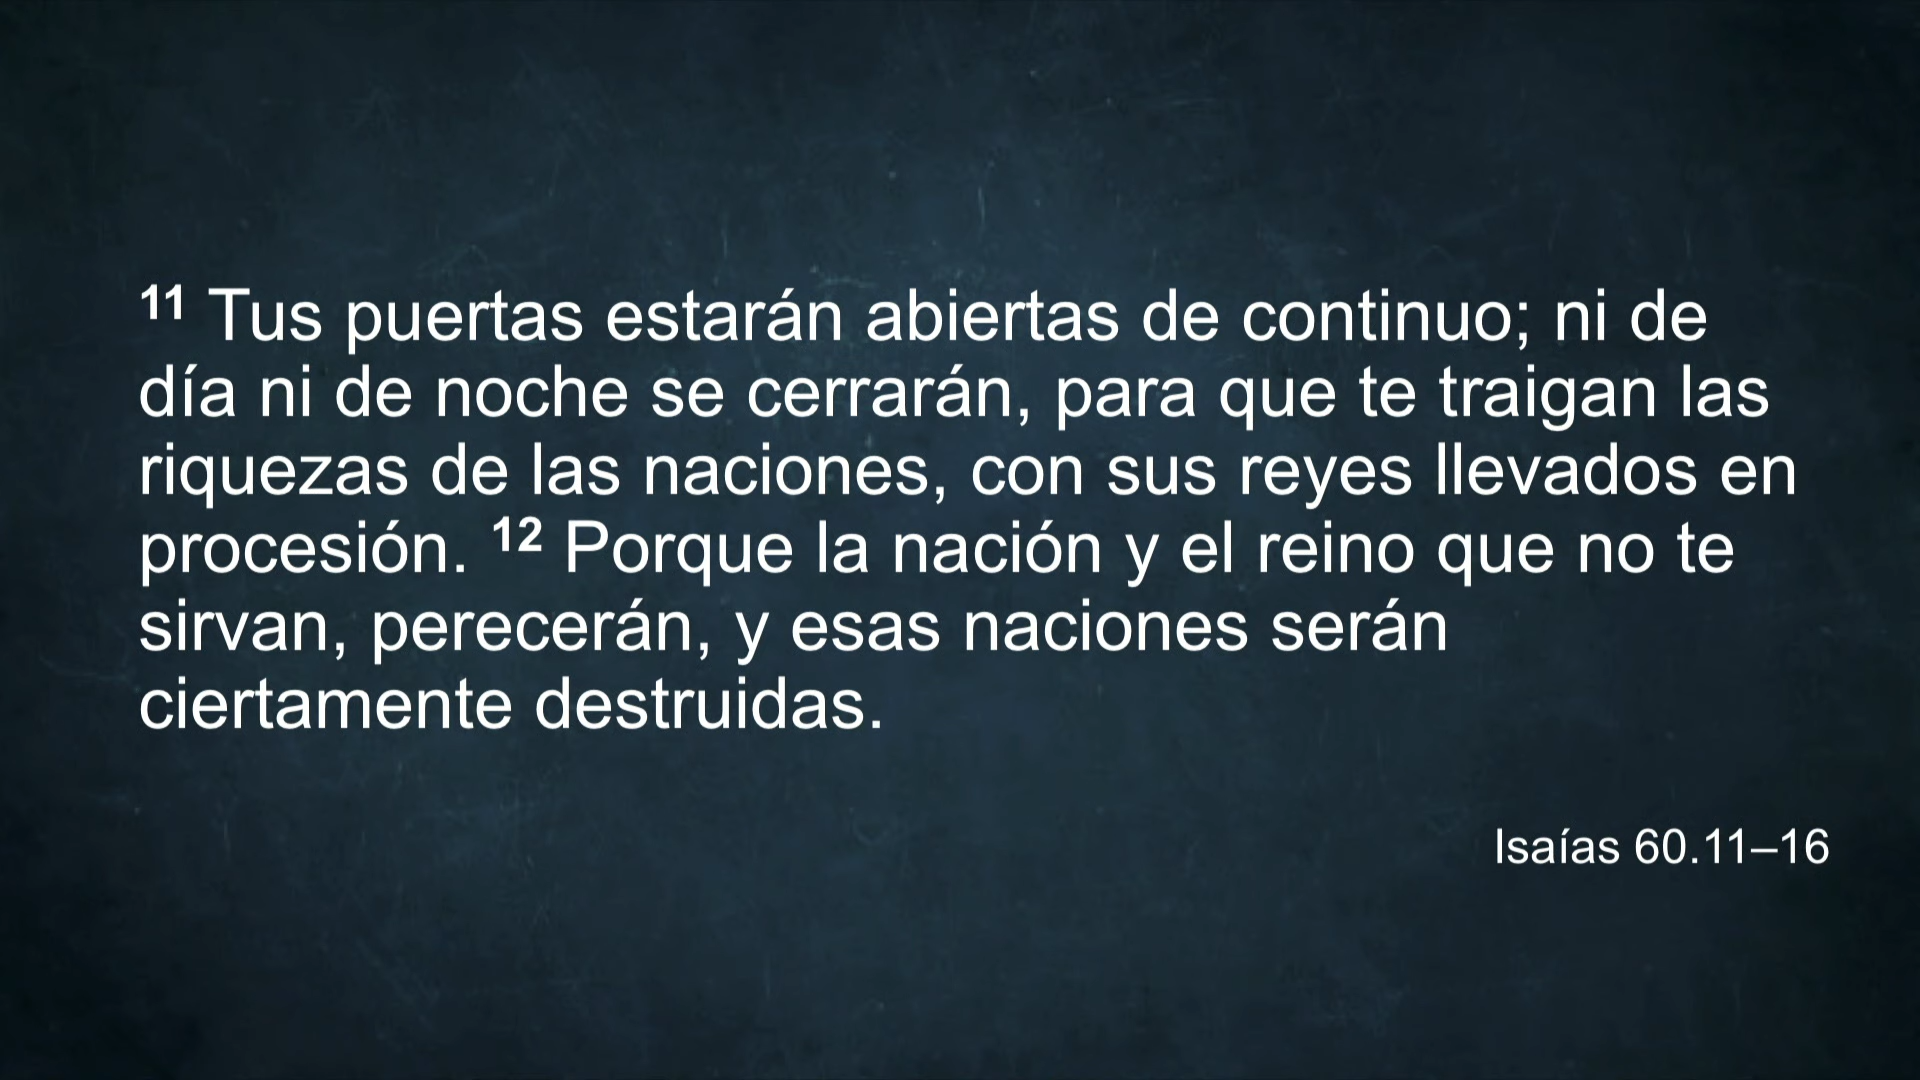 11 Tus puertas estarán abiertas de continuo; ni de
día ni de noche se cerrarán, para que te traigan las
riquezas de las naciones, con sus reyes llevados en
procesión. 12 Porque la nación y el reino que no te
sirvan, perecerán, y esas naciones serán
ciertamente destruidas.
Isaías 60.11–16